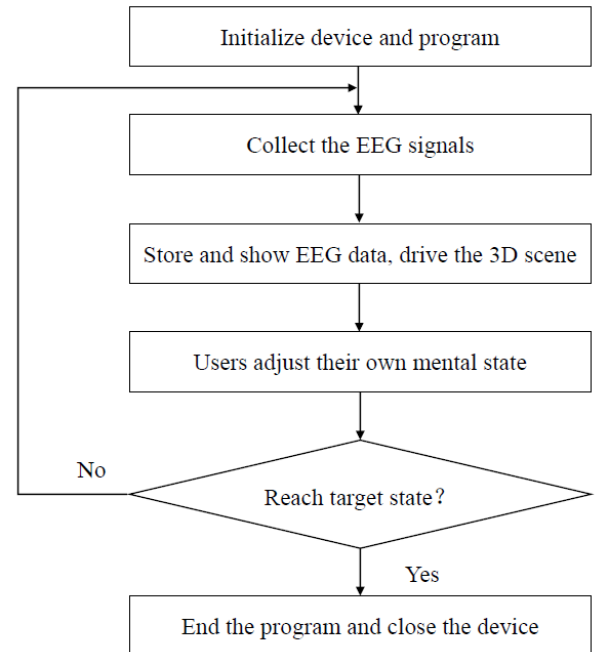 Initialize device and program
Collect the EEG signals
Store and show EEG data, drive the 3D scene
Users adjust their own mental state
No
Reach target state?
Yes
End the program and close the device